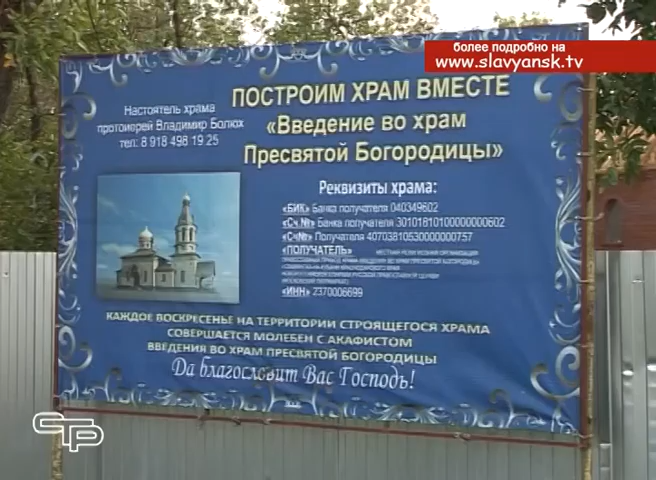 более подробно на
www.slavyansk.tv
ПОСТРОИМ ХРАМ ВМЕСТЕ
«Введение во храм
Пресвятой Богородицы»
Настоятель храма
протоиерей Владимир Болюх
тел: 8 918 498 19 25
Реквизиты храма:
«БИК» Банка получателя 040349602
«Сч.№» Банка получателя 30101810100000000602
«Сч№» Получателя 40703810530000000757
«ПОЛУЧАТЕЛЬ»
«ИНН» 2370006699
КАЖДОЕ ВОСКРЕСЕНЬЕ НА ТЕРРИТОРИИ СТРОЯЩЕГОСЯ ХРАМА
СОВЕРШАЕТСЯ МОЛЕБЕН С АКАФИСТОМ
ВВЕДЕНИЯ ВО ХРАМ ПРЕСВЯТОЙ БОГОРОДИЦЫ
Да благословит Вас Господь!
СР